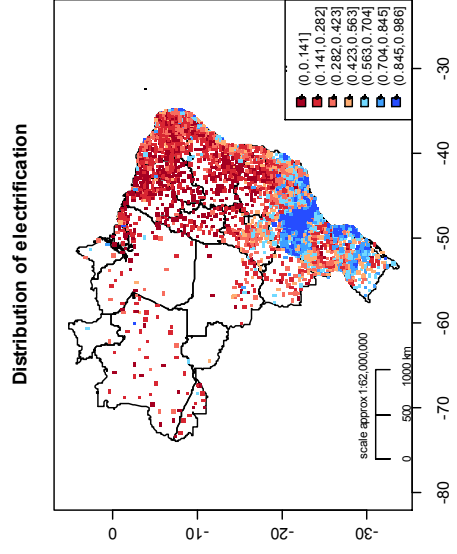 Distribution of electrification
(0,0.141]
(0.141,0.282]
(0.282,0.423]
(0.423,0.563]
(0.563,0.704]
(0.704,0.845]
(0.845,0.986]
scale approx 1:62,000,000
0 500 1000 km
0
-10
-20
-30
-80 -70 -60 -50 -40 -30